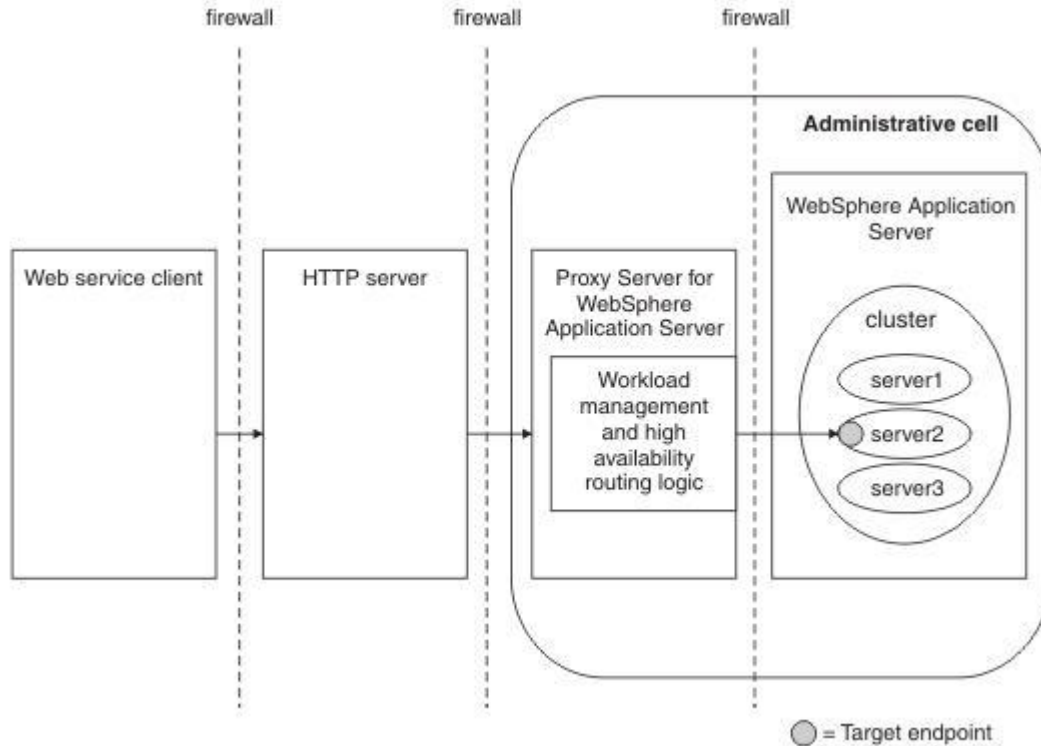 firewall
firewall
firewall
Administrative cell
Web service client
HTTP server
Proxy Server for
WebSphere
Application Server
Workload
management
and high
availability
routing logic
WebSphere Application
Server
cluster
server1
server2
server3
= Target endpoint